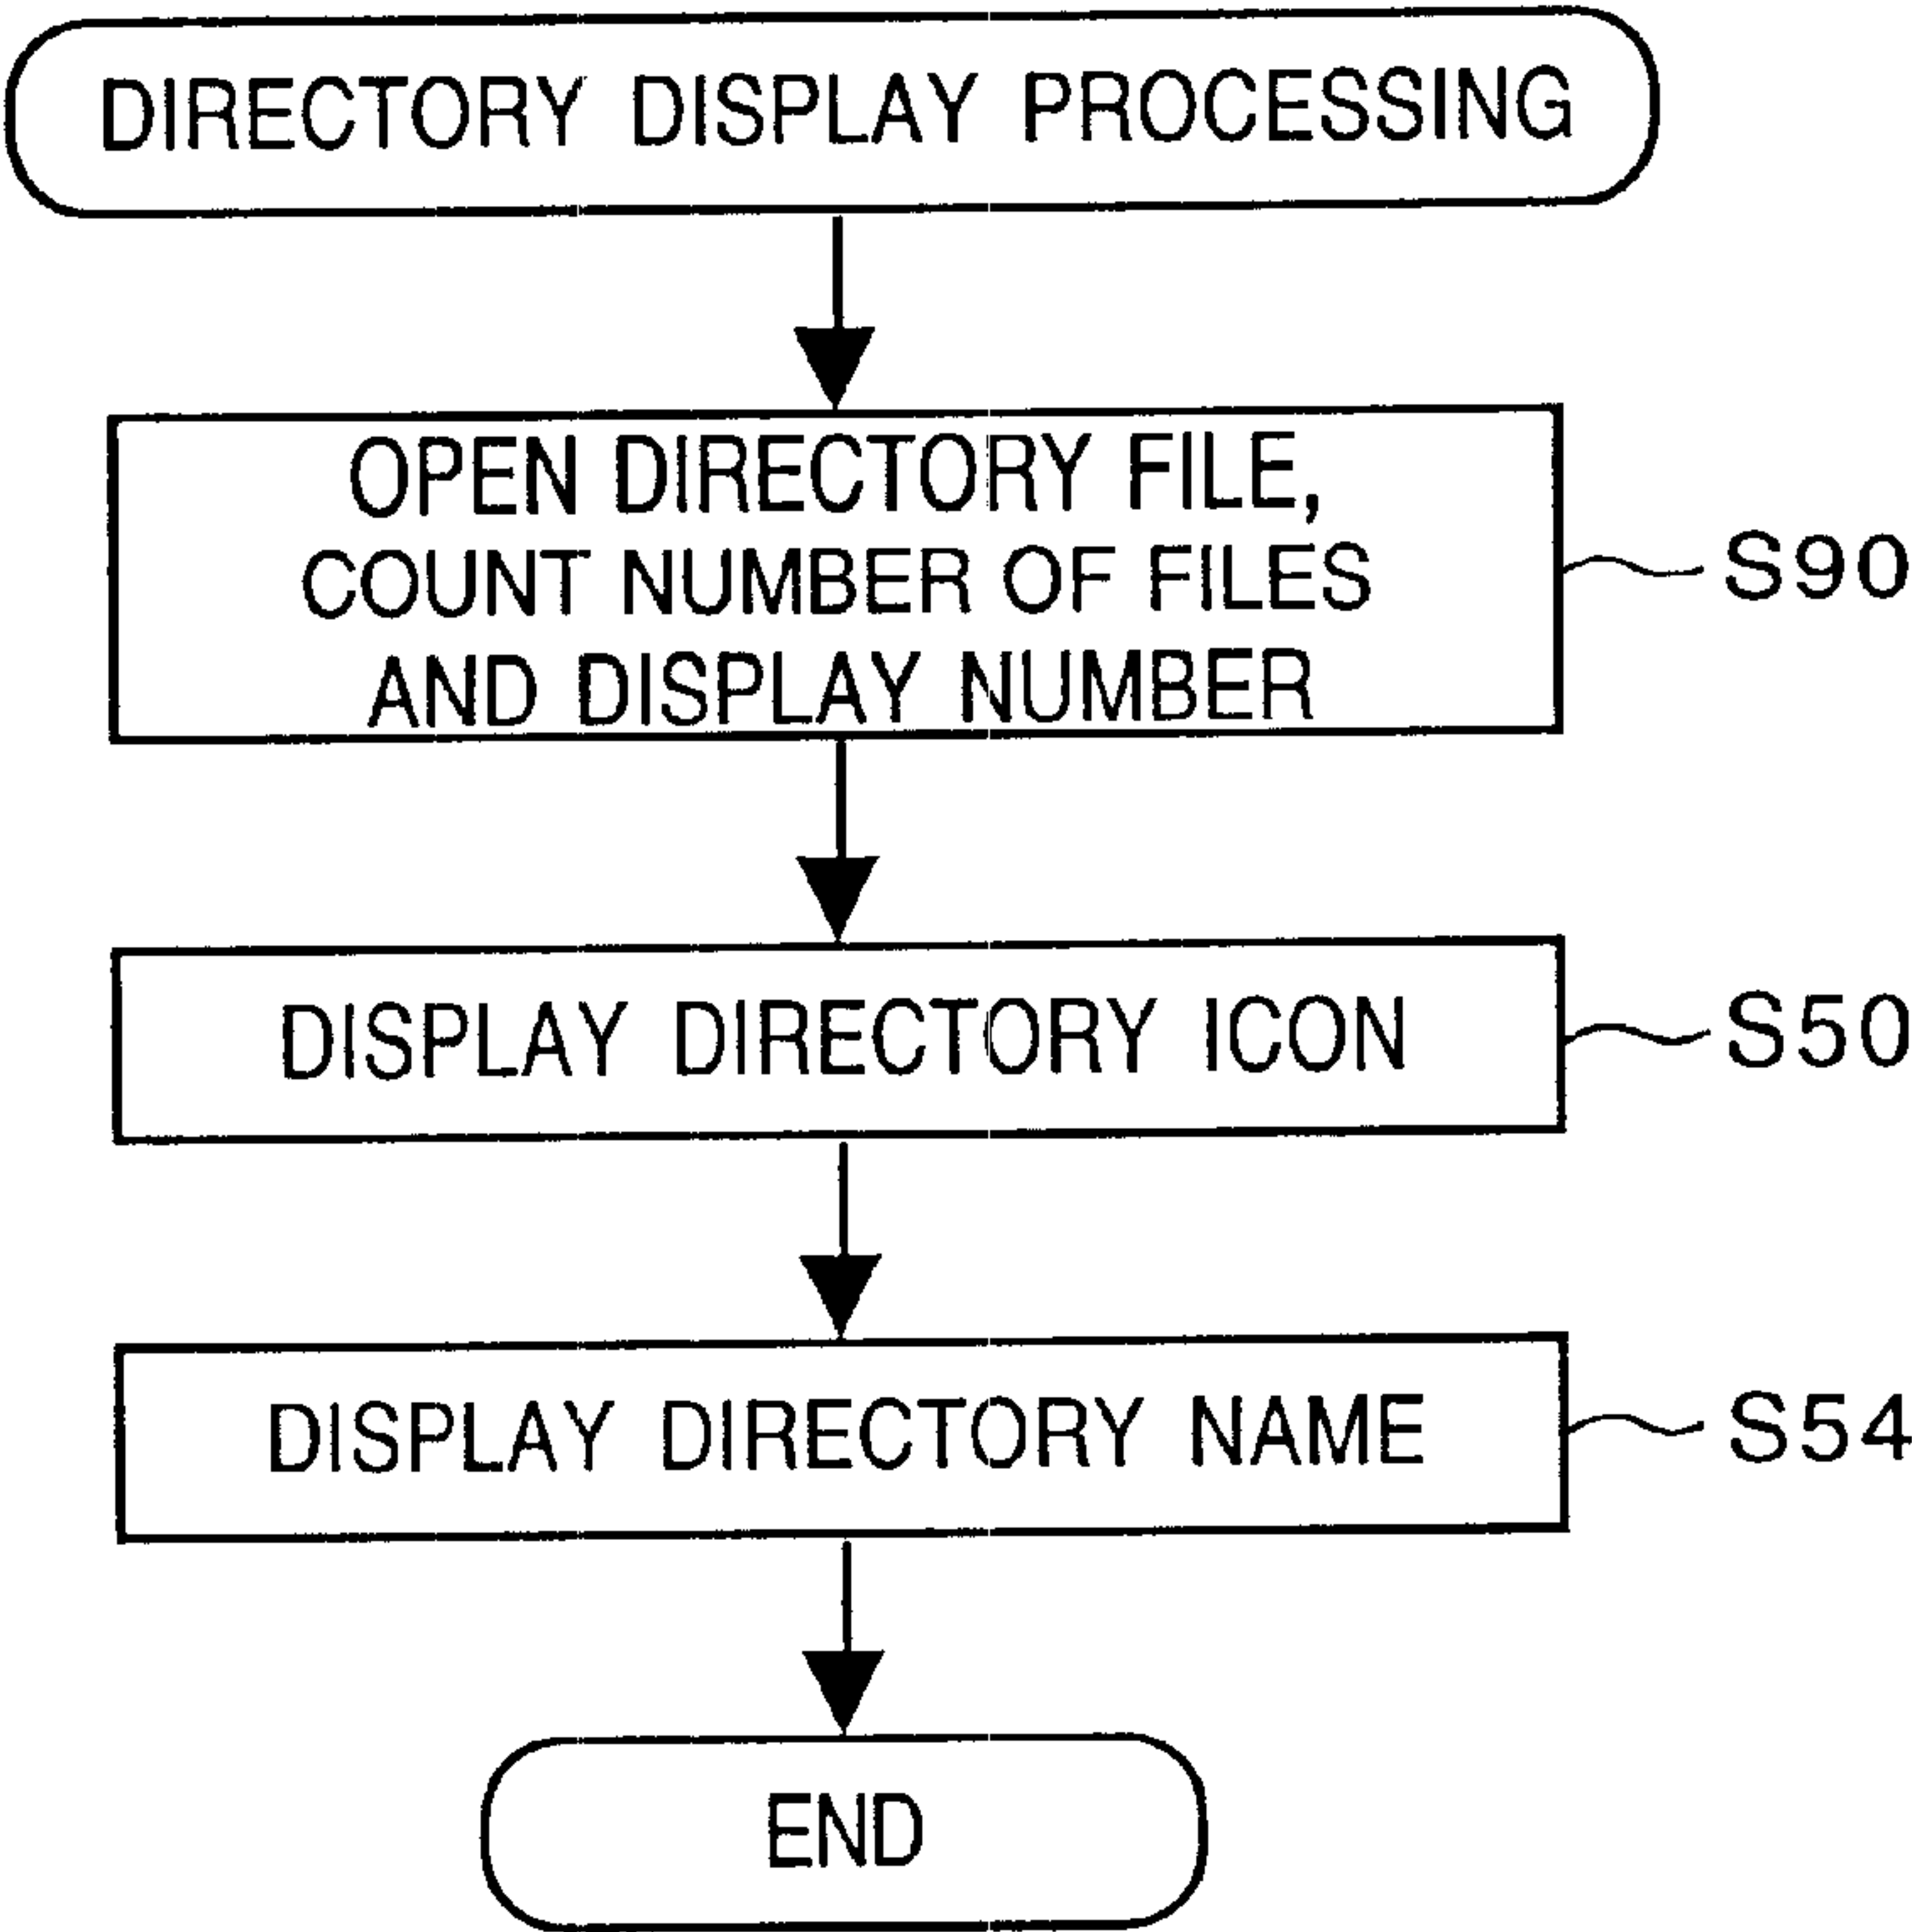 DIRECTORY DISPLAY PROCESSING
OPEN DIRECTORY FILE,
COUNT NUMBER OF FILES
AND DISPLAY NUMBER
S90
DISPLAY DIRECTORY ICON
S50
DISPLAY DIRECTORY NAME
S54
END